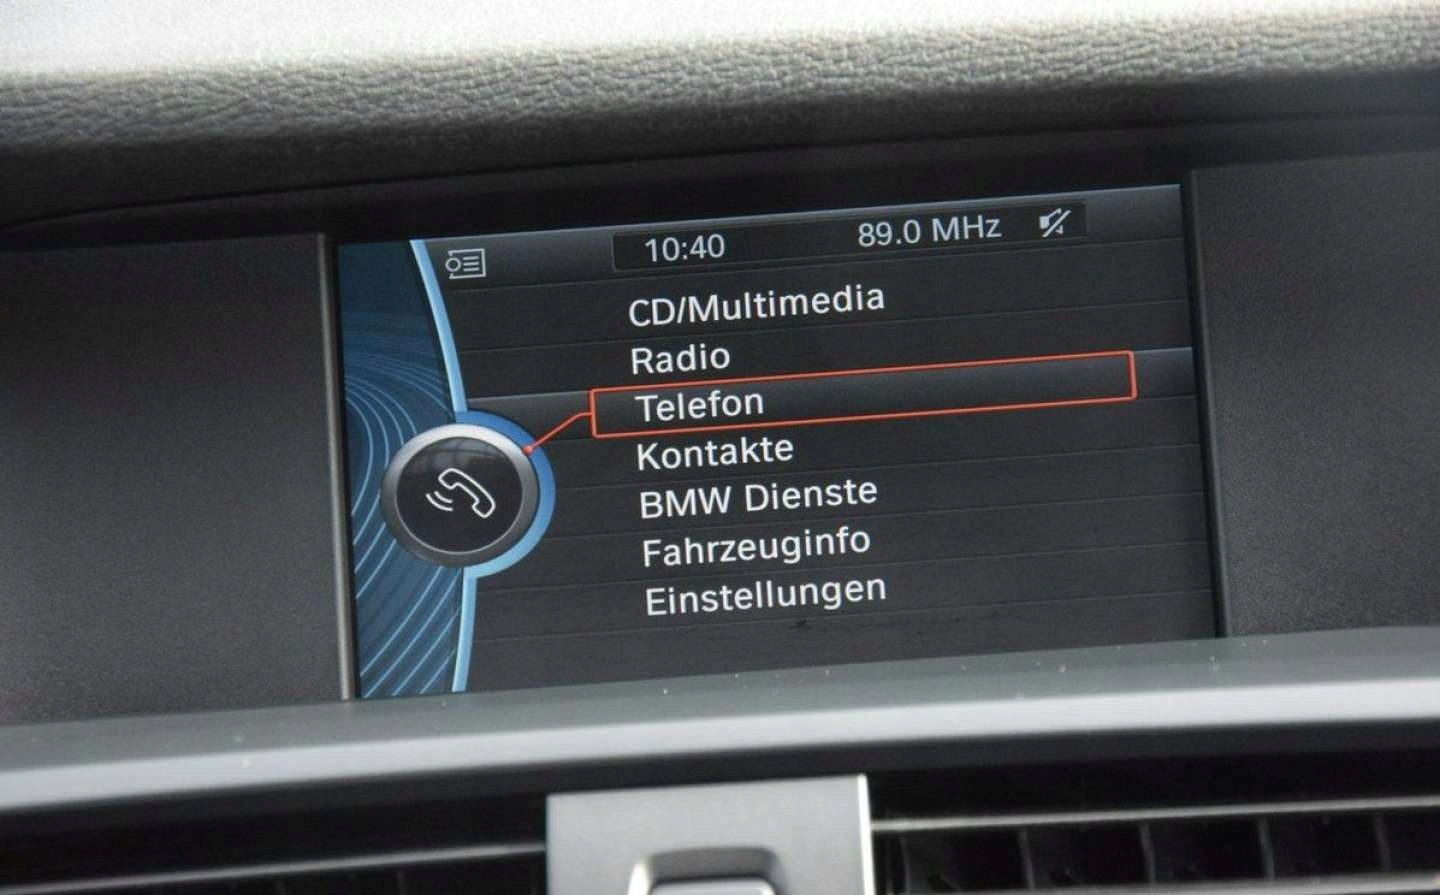 10:40 89.0 MHz
CD/Multimedia
Radio
Telefon
Kontakte
BMW Dienste
Fahrzeuginfo
Einstellungen